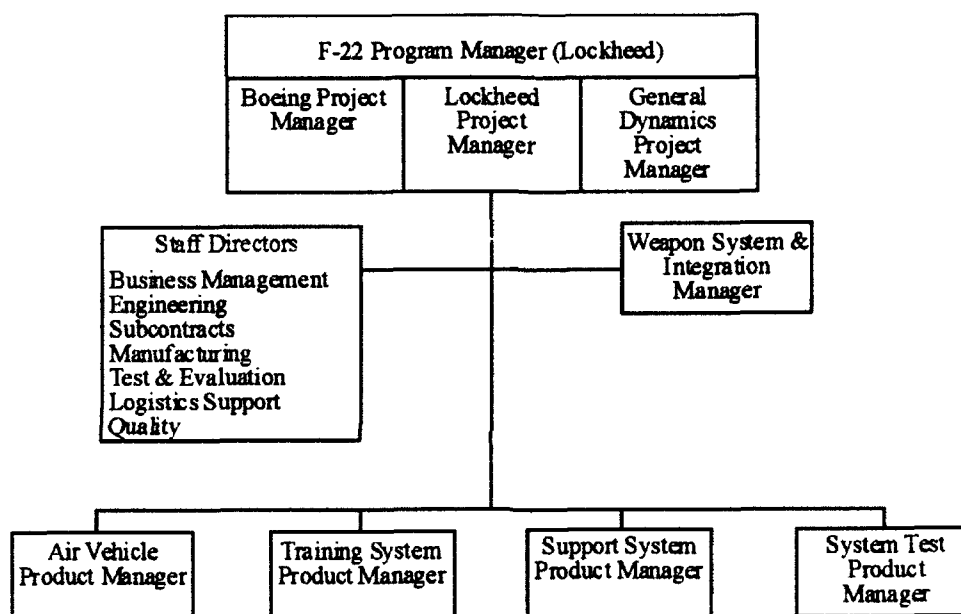 F-22 Program Manager (Lockheed)
Boeing Project
Manager
Lockheed
Project
Manager
General
Dynamics
Project
Manager
Staff Directors
Business Management
Engineering
Subcontracts
Manufacturing
Test & Evaluation
Logistics Support
Quality
Weapon System &
Integration
Manager
Air Vehicle
Product Manager
Training System
Product Manager
Support System
Product Manager
System Test
Product
Manager